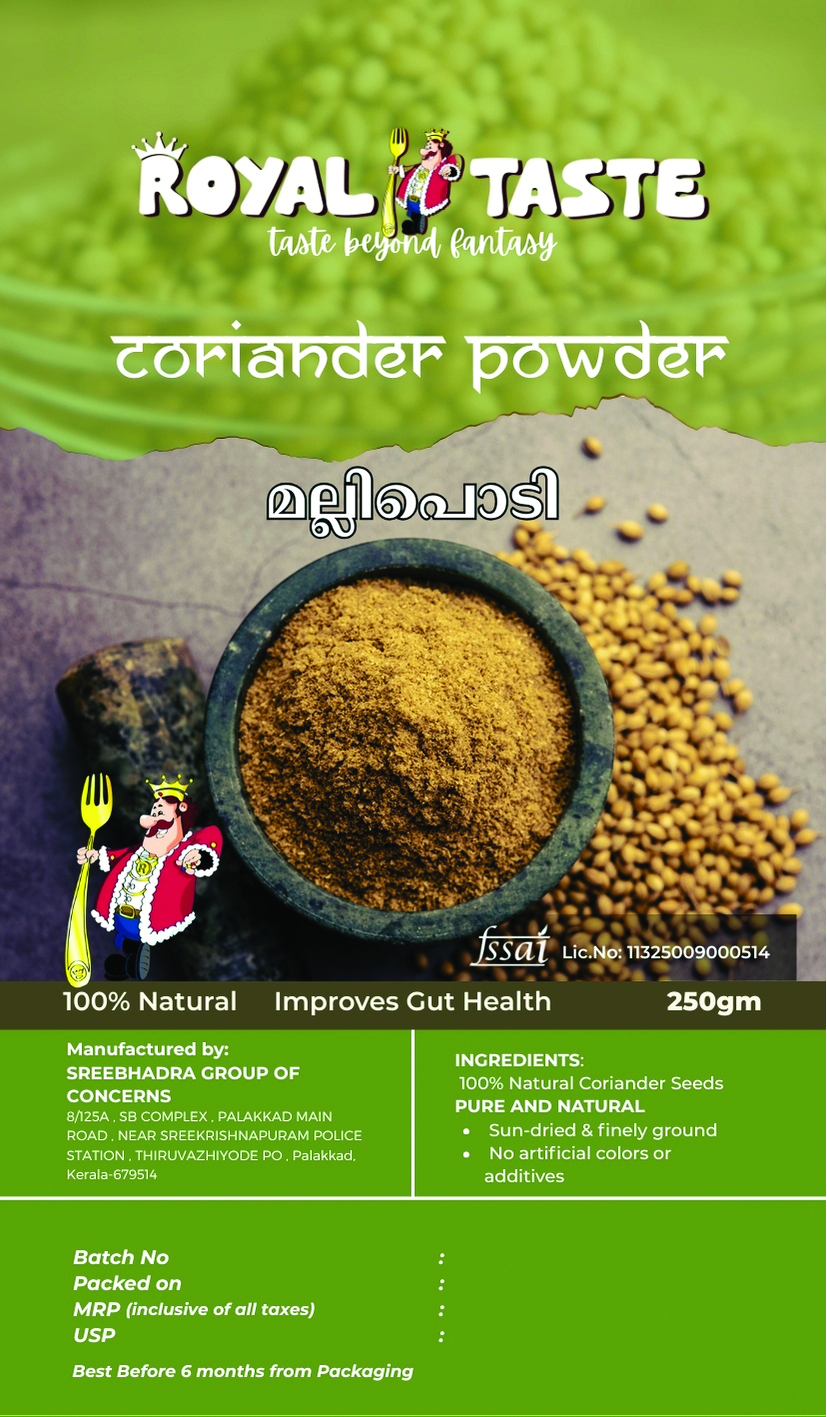 ROYAL TASTE
taste beyond fantasy
coriander powder
മല്ലിപൊടി
fssai Lic.No: 11325009000514
100% Natural Improves Gut Health 250gm
Manufactured by:
SREEBHADRA GROUP OF
CONCERNS
8/125A , SB COMPLEX , PALAKKAD MAIN
ROAD , NEAR SREEKRISHNAPURAM POLICE
STATION , THIRUVAZHIYODE PO , Palakkad,
Kerala-679514
INGREDIENTS:
100% Natural Coriander Seeds
PURE AND NATURAL
• Sun-dried & finely ground
• No artificial colors or
additives
Batch No :
Packed on :
MRP (inclusive of all taxes) :
USP :
Best Before 6 months from Packaging